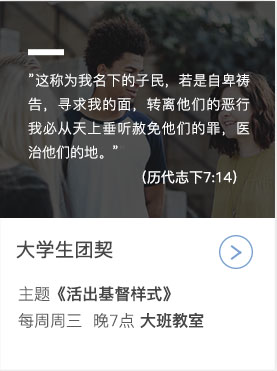 ”这称为我名下的子民，若是自卑祷
告，寻求我的面，转离他们的恶行
我必从天上垂听赦免他们的罪，医
治他们的地。”
（历代志下7:14）
大学生团契
主题《活出基督样式》
每周周三 晚7点 大班教室